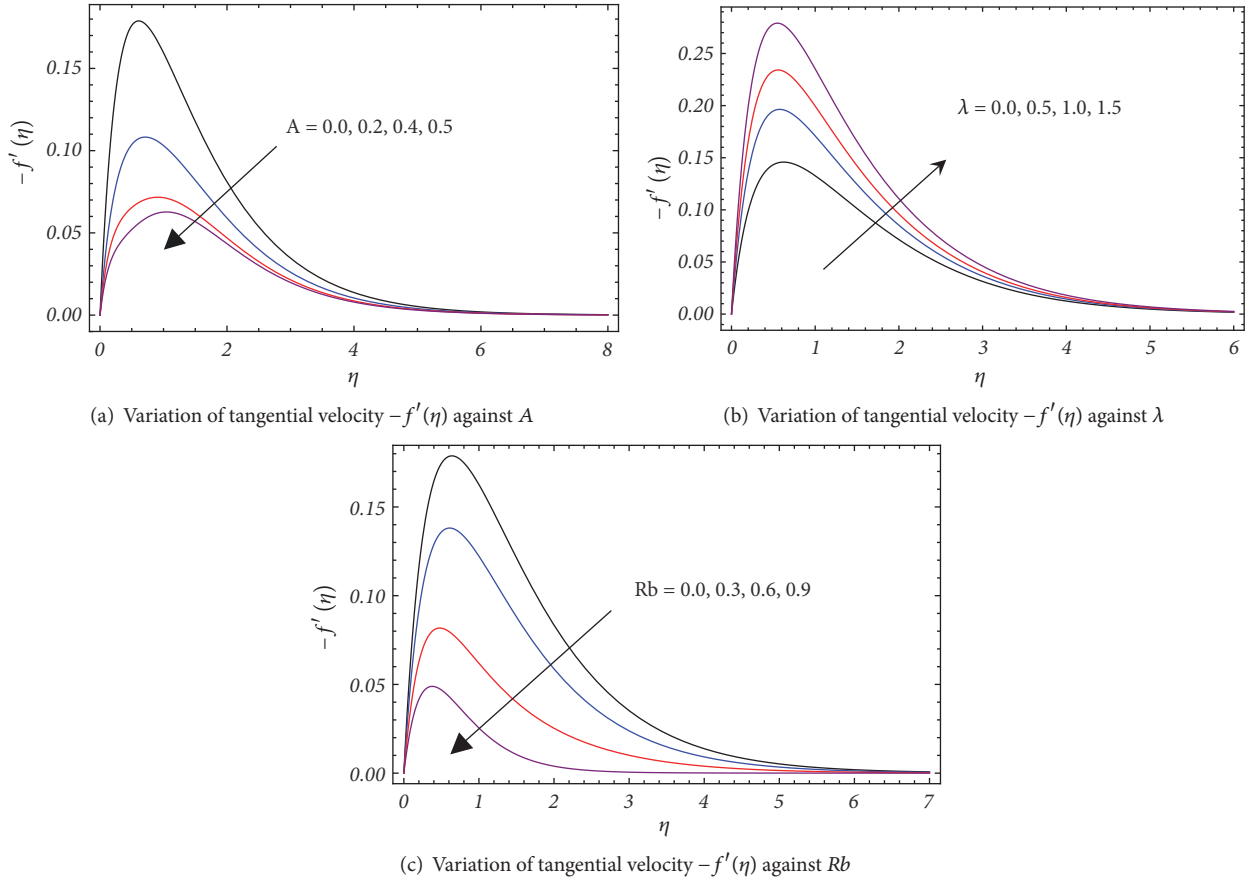 0.15
0.10
0.05
0.00
−f′(η)
A = 0.0, 0.2, 0.4, 0.5
0 2 4 6 8
η
(a) Variation of tangential velocity −f′(η) against A
0.25
0.20
0.15
0.10
0.05
0.00
−f′(η)
λ = 0.0, 0.5, 1.0, 1.5
0 1 2 3 4 5 6
η
(b) Variation of tangential velocity −f′(η) against λ
0.15
0.10
0.05
0.00
−f′(η)
Rb = 0.0, 0.3, 0.6, 0.9
0 1 2 3 4 5 6 7
η
(c) Variation of tangential velocity −f′(η) against Rb